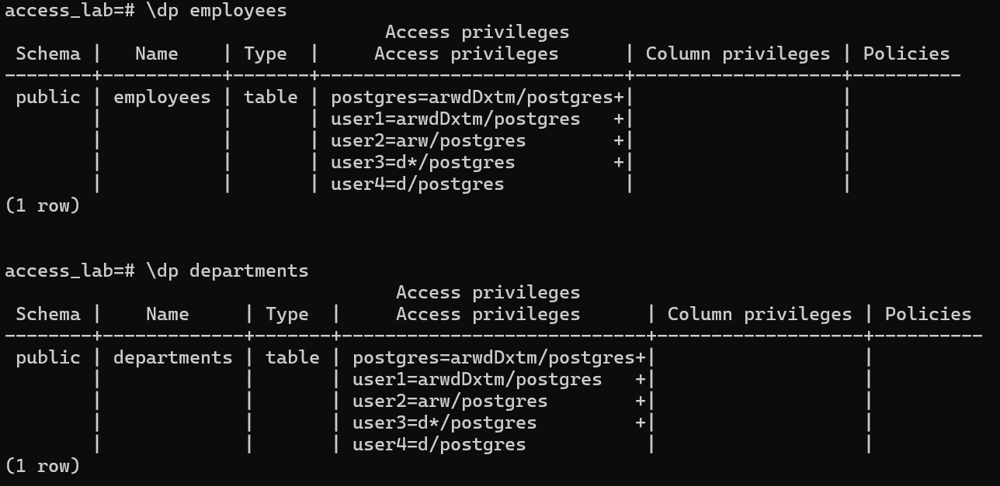 access_lab=# \dp employees
                                   Access privileges
 Schema |   Name    | Type  |     Access privileges      | Column privileges | Policies
--------+-----------+-------+----------------------------+-------------------+----------
 public | employees | table | postgres=arwdDxtm/postgres+|                   |
        |           |       | user1=arwdDxtm/postgres   +|                   |
        |           |       | user2=arw/postgres        +|                   |
        |           |       | user3=d*/postgres         +|                   |
        |           |       | user4=d/postgres           |                   |
(1 row)
access_lab=# \dp departments
                                    Access privileges
 Schema |    Name     | Type  |     Access privileges      | Column privileges | Policies
--------+-------------+-------+----------------------------+-------------------+----------
 public | departments | table | postgres=arwdDxtm/postgres+|                   |
        |             |       | user1=arwdDxtm/postgres   +|                   |
        |             |       | user2=arw/postgres        +|                   |
        |             |       | user3=d*/postgres         +|                   |
        |             |       | user4=d/postgres           |                   |
(1 row)